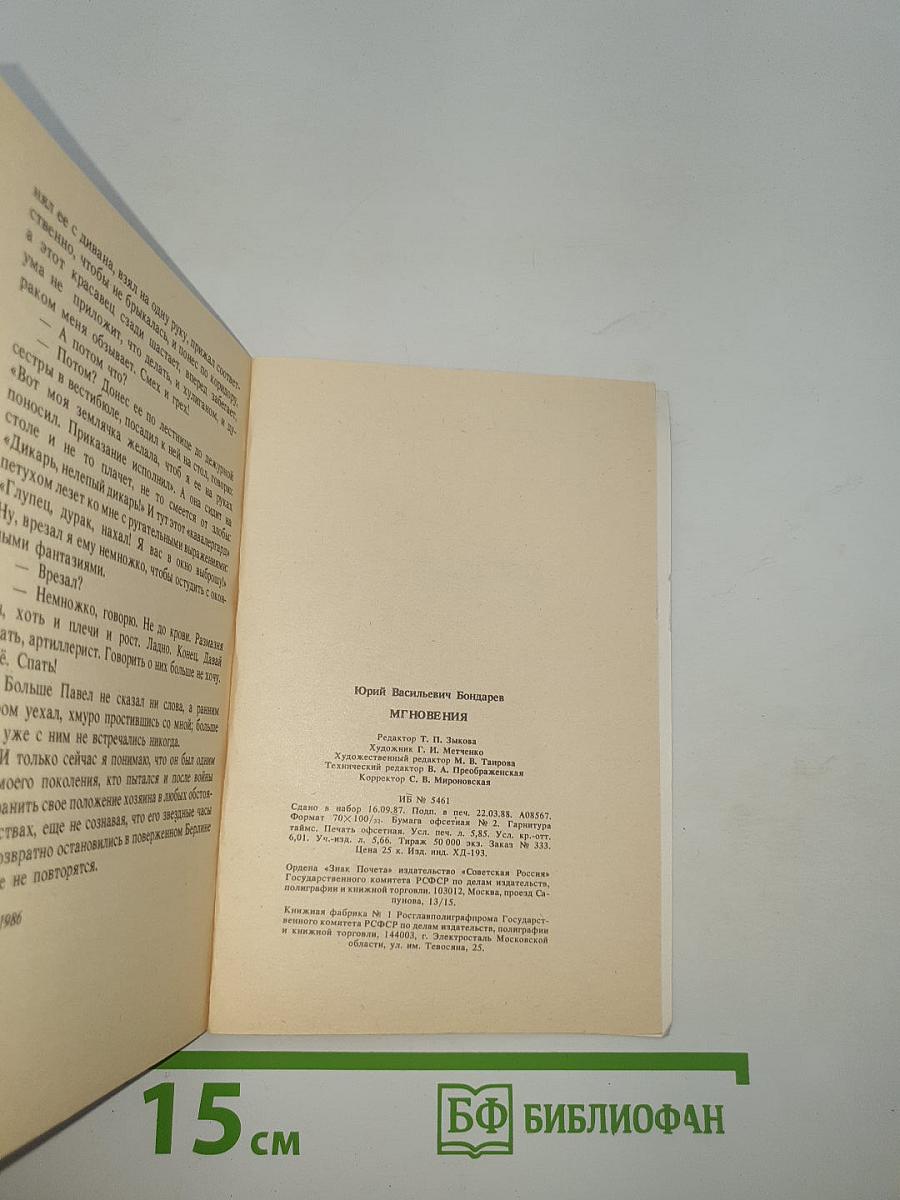 нял ее с дивана, взял на одну руку, прижал соответ-
ственно, чтобы не брыкалась, и понес по коридору,
а этот красавец сзади шастает, вперед забегает,
ума не приложит, что делать, и хулиганом, и ду-
раком меня обзывает. Смех и грех!
— А потом что?
— Потом? Донес ее по лестнице до дежурной
сестры в вестибюле, посадил к ней на стол, говорю:
«Вот моя землячка желала, чтоб я ее на руках
поносил. Приказание исполнил». А она сидит на
столе и не то плачет, не то смеется от злобы:
«Дикарь, нелепый дикарь!» И тут этот «кавалергард»
петухом лезет ко мне с ругательными выражениями:
«Глупец, дурак, нахал! Я вас в окно выброшу!»
Ну, врезал я ему немножко, чтобы остудить с окон-
ными фантазиями.
— Врезал?
— Немножко, говорю. Не до крови. Размазня
хоть и плечи и рост. Ладно. Конец. Давай
ать, артиллерист. Говорить о них больше не хочу.
ё. Спать!
Больше Павел не сказал ни слова, а ранним
ром уехал, хмуро простившись со мной; больше
уже с ним не встречались никогда.
И только сейчас я понимаю, что он был одним
моего поколения, кто пытался и после войны
ранить свое положение хозяина в любых обстоя-
ствах, еще не сознавая, что его звездные часы
озвратно остановились в поверженном Берлине
е не повторятся.
1986
Юрий Васильевич Бондарев
МГНОВЕНИЯ
Редактор Т. П. Зыкова
Художник Г. И. Метченко
Художественный редактор М. В. Таирова
Технический редактор В. А. Преображенская
Корректор С. В. Мироновская
ИБ № 5461
Сдано в набор 16.09.87. Подп. в печ. 22.03.88. А08567.
Формат 70×100/32. Бумага офсетная № 2. Гарнитура
таймс. Печать офсетная. Усл. печ. л. 5,85. Усл. кр.-отт.
6,01. Уч.-изд. л. 5,66. Тираж 50 000 экз. Заказ № 333.
Цена 25 к. Изд. инд. ХД-193.
Ордена «Знак Почета» издательство «Советская Россия»
Государственного комитета РСФСР по делам издательств,
полиграфии и книжной торговли. 103012, Москва, проезд Са-
пунова, 13/15.
Книжная фабрика № 1 Росглавполиграфпрома Государст-
венного комитета РСФСР по делам издательств, полиграфии
и книжной торговли, 144003, г. Электросталь Московской
области, ул. им. Тевосяна, 25.
15 см
БФ БИБЛИОФАН